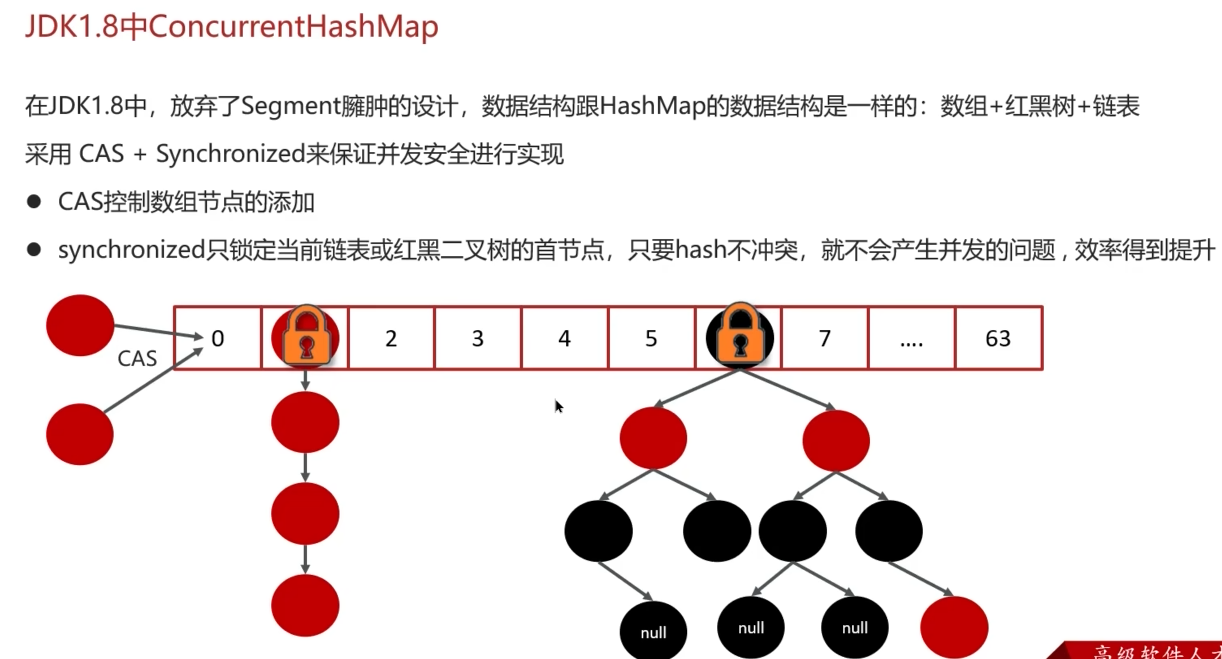 JDK1.8中ConcurrentHashMap
在JDK1.8中，放弃了Segment臃肿的设计，数据结构跟HashMap的数据结构是一样的：数组+红黑树+链表
采用 CAS + Synchronized来保证并发安全进行实现
● CAS控制数组节点的添加
● synchronized只锁定当前链表或红黑二叉树的首节点，只要hash不冲突，就不会产生并发的问题 , 效率得到提升
0 2 3 4 5 7 .... 63
CAS
null null null
高级软件人才